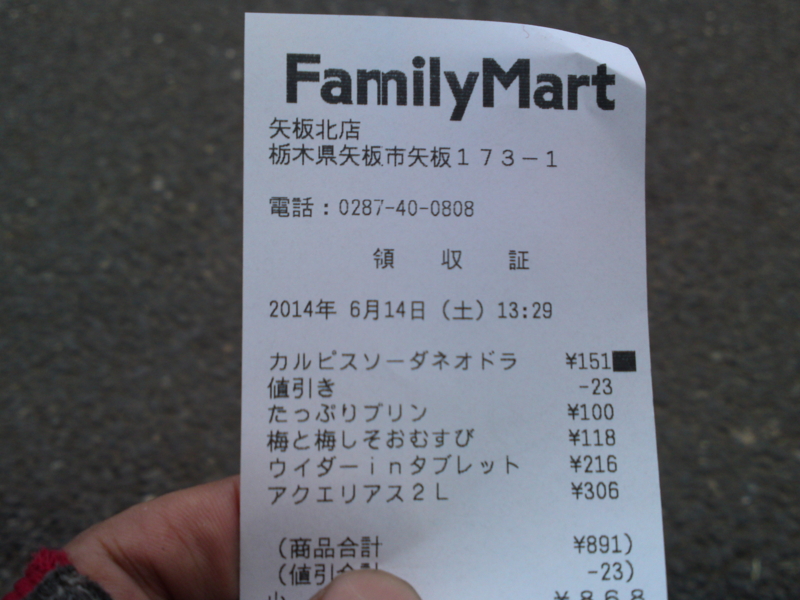 FamilyMart
矢板北店
栃木県矢板市矢板１７３－１
電話：0287-40-0808
領 収 証
2014年 6月14日（土）13:29
カルピスソーダネオドラ ¥151■
値引き -23
たっぷりプリン ¥100
梅と梅しそおむすび ¥118
ウイダーｉｎタブレット ¥216
アクエリアス２Ｌ ¥306
（商品合計 ¥891）
（値引合計 -23）
小 ¥８６８